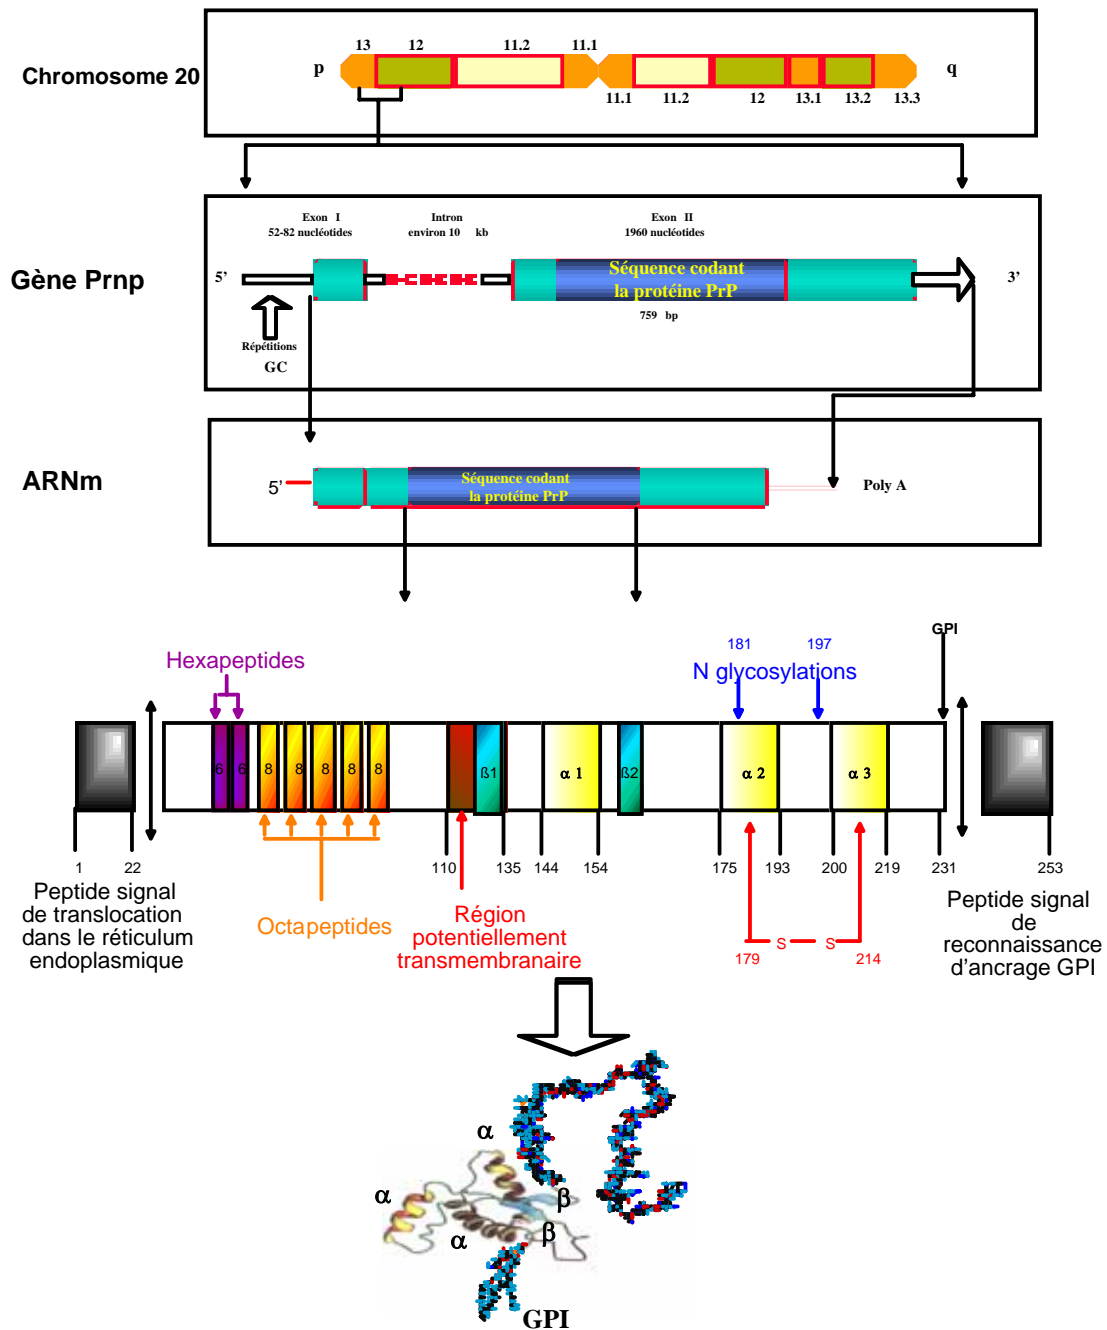 13 12 11.2 11.1
Chromosome 20
p q
11.1 11.2 12 13.1 13.2 13.3
Exon I Intron Exon II
52-82 nucléotides environ 10 kb 1960 nucléotides
Gène Prnp
5’ 3’
Séquence codant
la protéine PrP
759 bp
Répétitions
GC
ARNm
5’
Séquence codant
la protéine PrP
Poly A
GPI
181 197
Hexapeptides
N glycosylations
6 6 8 8 8 8 8 ß1 α 1 ß2 α 2 α 3
1 22 110 135 144 154 175 193 200 219 231 253
Peptide signal
de translocation
dans le réticulum
endoplasmique
Octapeptides
Région
potentiellement
transmembranaire
S S
179 214
Peptide signal
de
reconnaissance
d’ancrage GPI
α
α
β
α
β
GPI